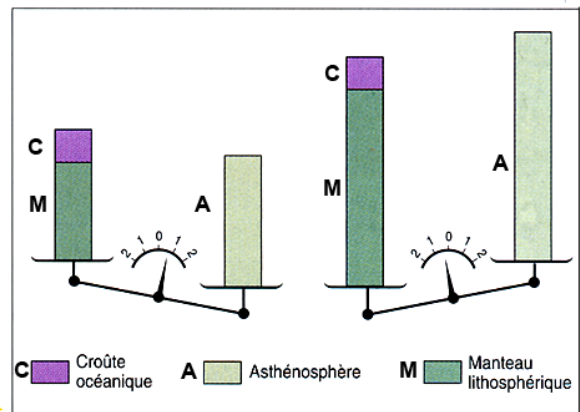 C
M
A
2 1 0 1 2
C
M
A
2 1 0 1 2
C Croûte
océanique
A Asthénosphère
M Manteau
lithosphérique